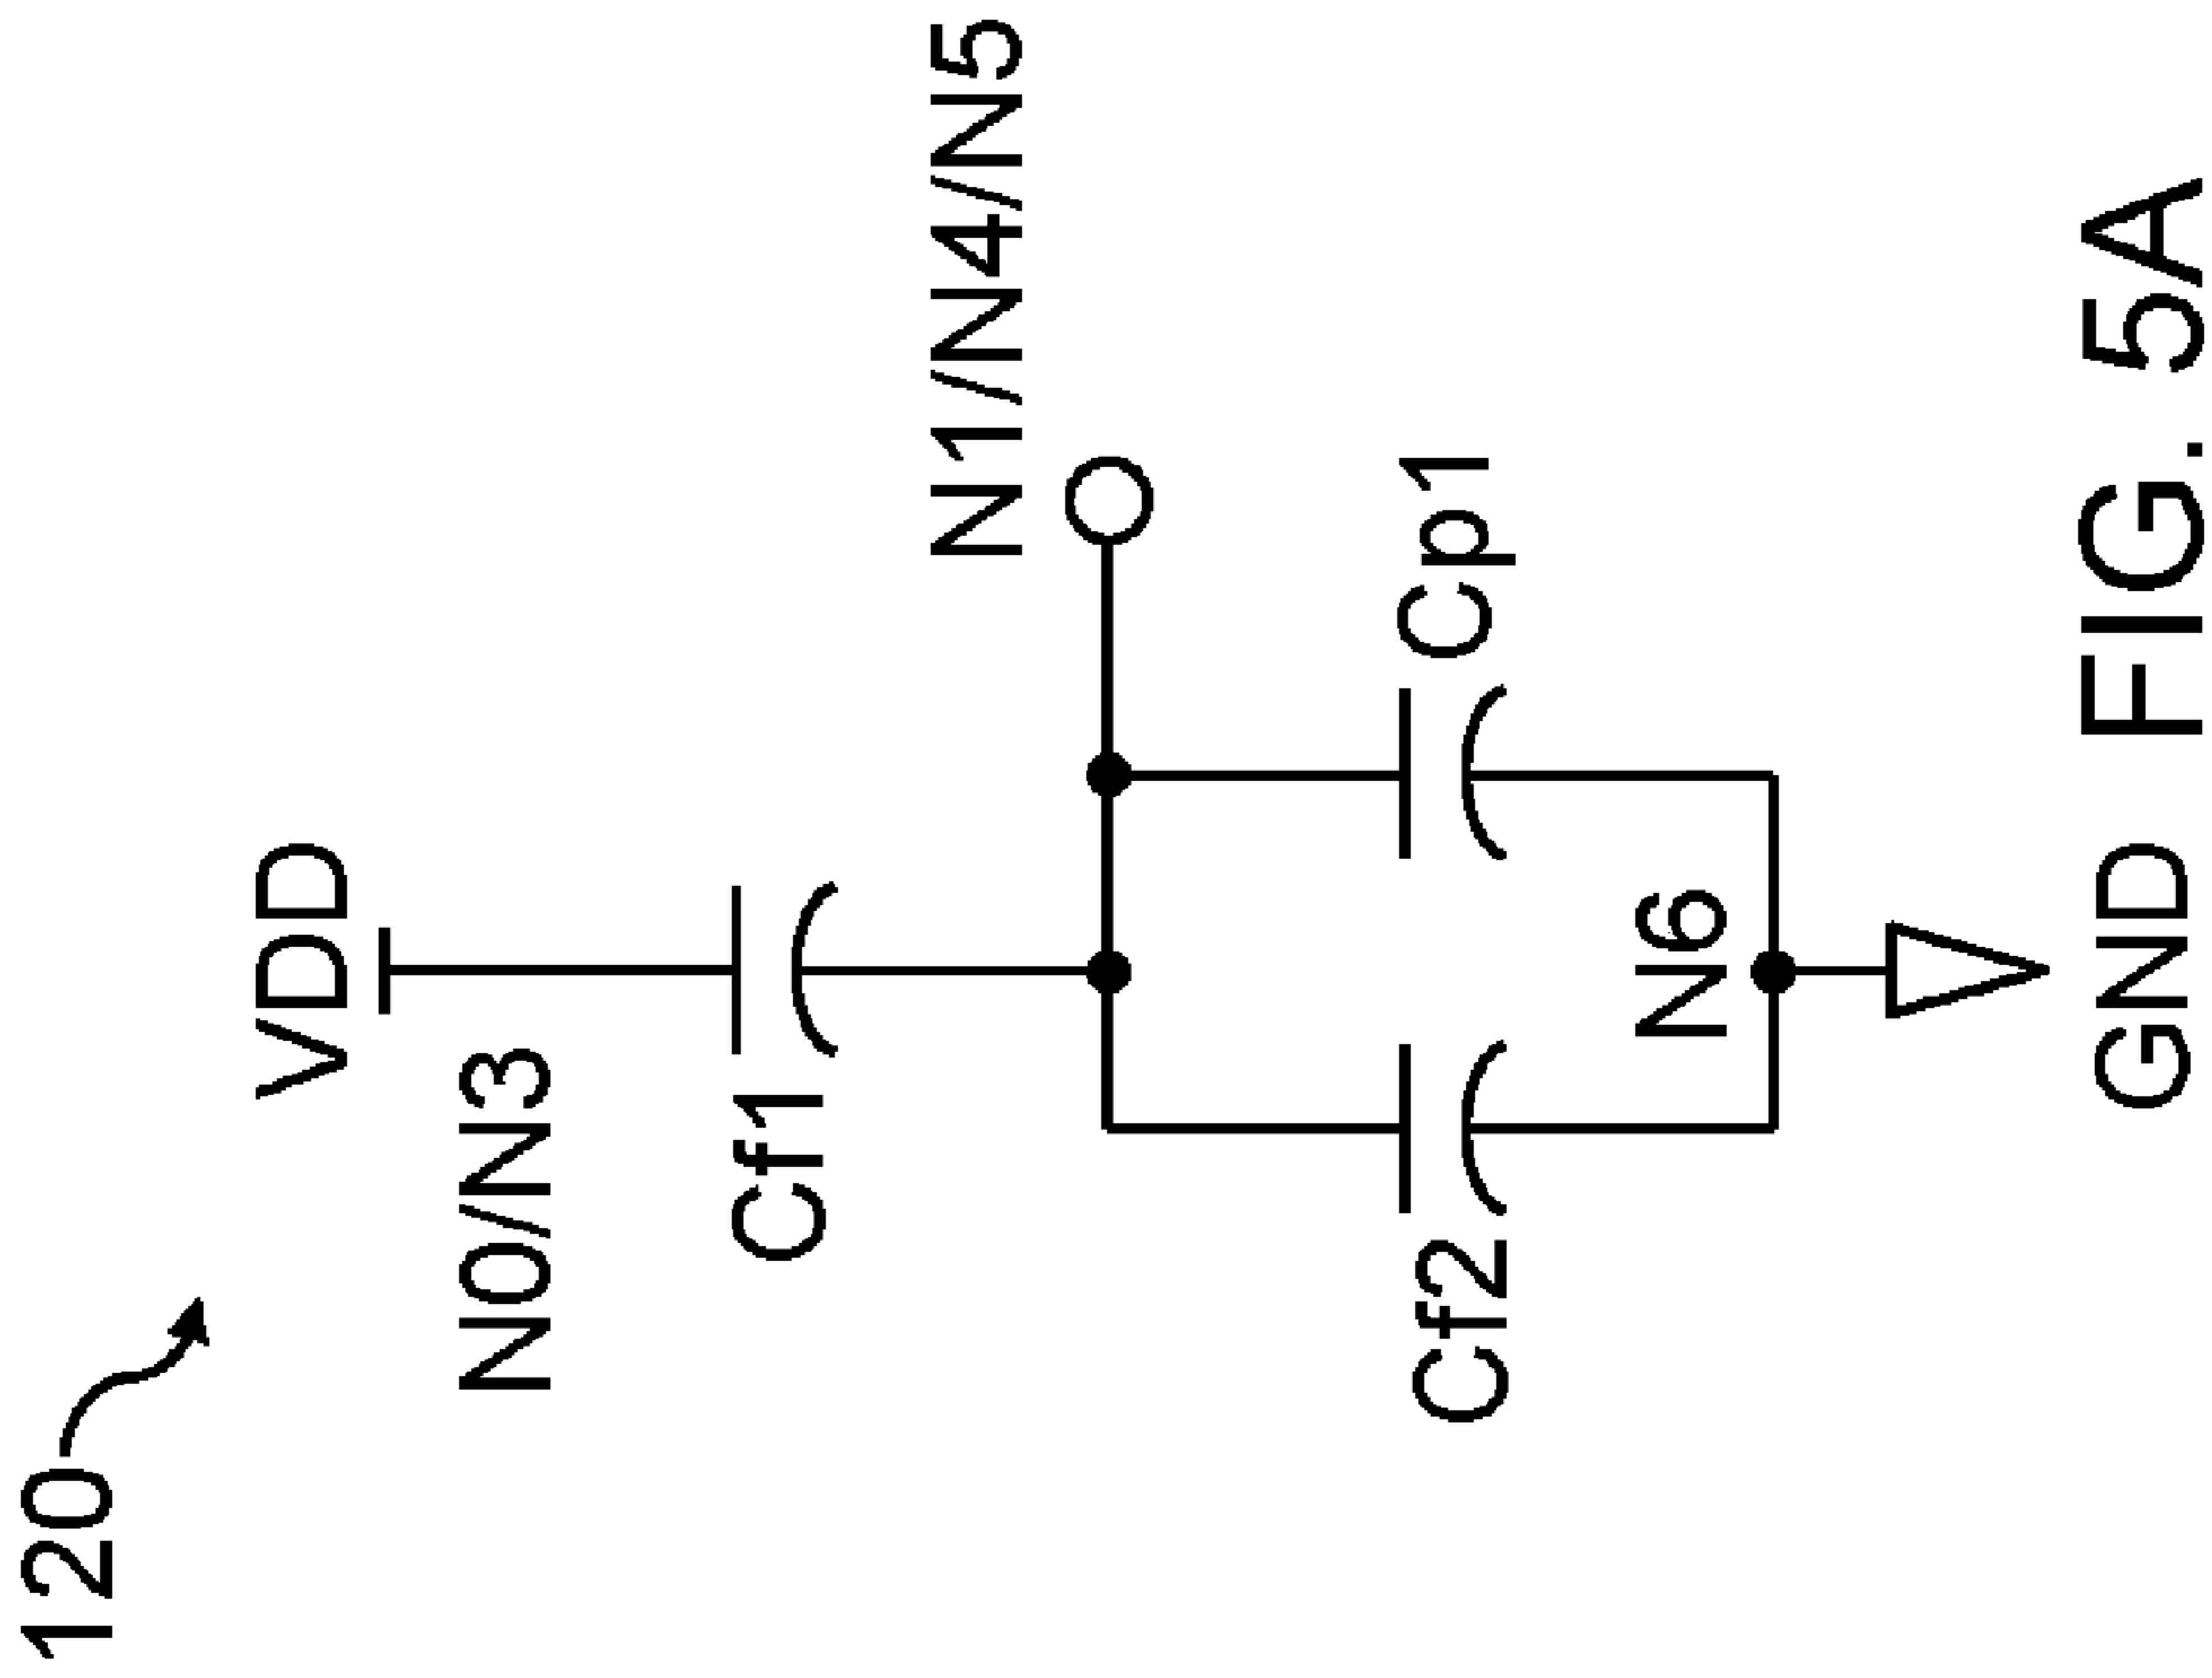 120
VDD
N0/N3
Cf1
N1/N4/N5
Cf2
Cp1
N6
GND
FIG. 5A